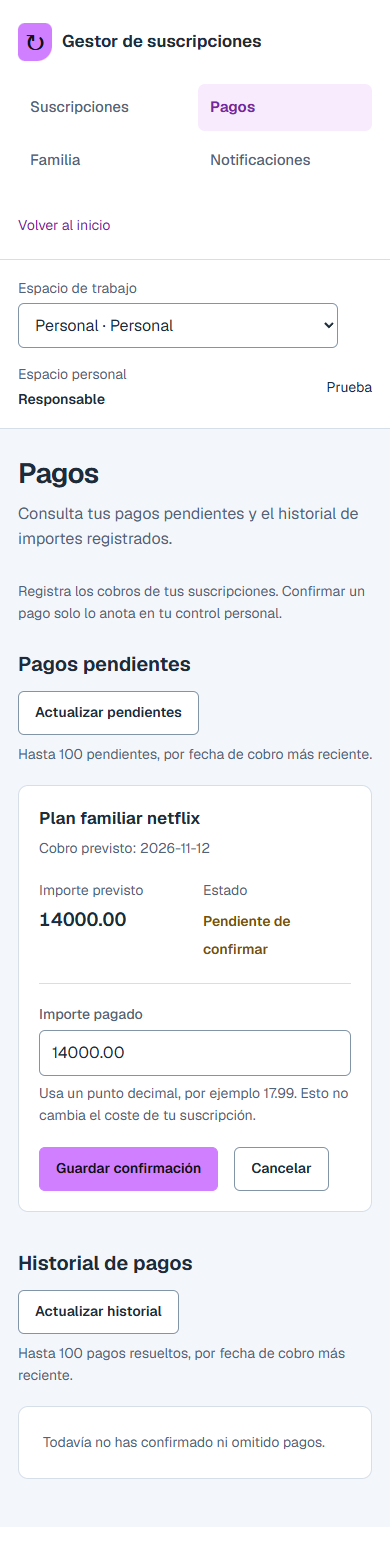 Gestor de suscripciones
Suscripciones
Pagos
Familia
Notificaciones
Volver al inicio
Espacio de trabajo
Personal · Personal
Espacio personal
Responsable
Prueba
Pagos
Consulta tus pagos pendientes y el historial de
importes registrados.
Registra los cobros de tus suscripciones. Confirmar un
pago solo lo anota en tu control personal.
Pagos pendientes
Actualizar pendientes
Hasta 100 pendientes, por fecha de cobro más reciente.
Plan familiar netflix
Cobro previsto: 2026-11-12
Importe previsto
14000.00
Estado
Pendiente de
confirmar
Importe pagado
14000.00
Usa un punto decimal, por ejemplo 17.99. Esto no
cambia el coste de tu suscripción.
Guardar confirmación
Cancelar
Historial de pagos
Actualizar historial
Hasta 100 pagos resueltos, por fecha de cobro más
reciente.
Todavía no has confirmado ni omitido pagos.